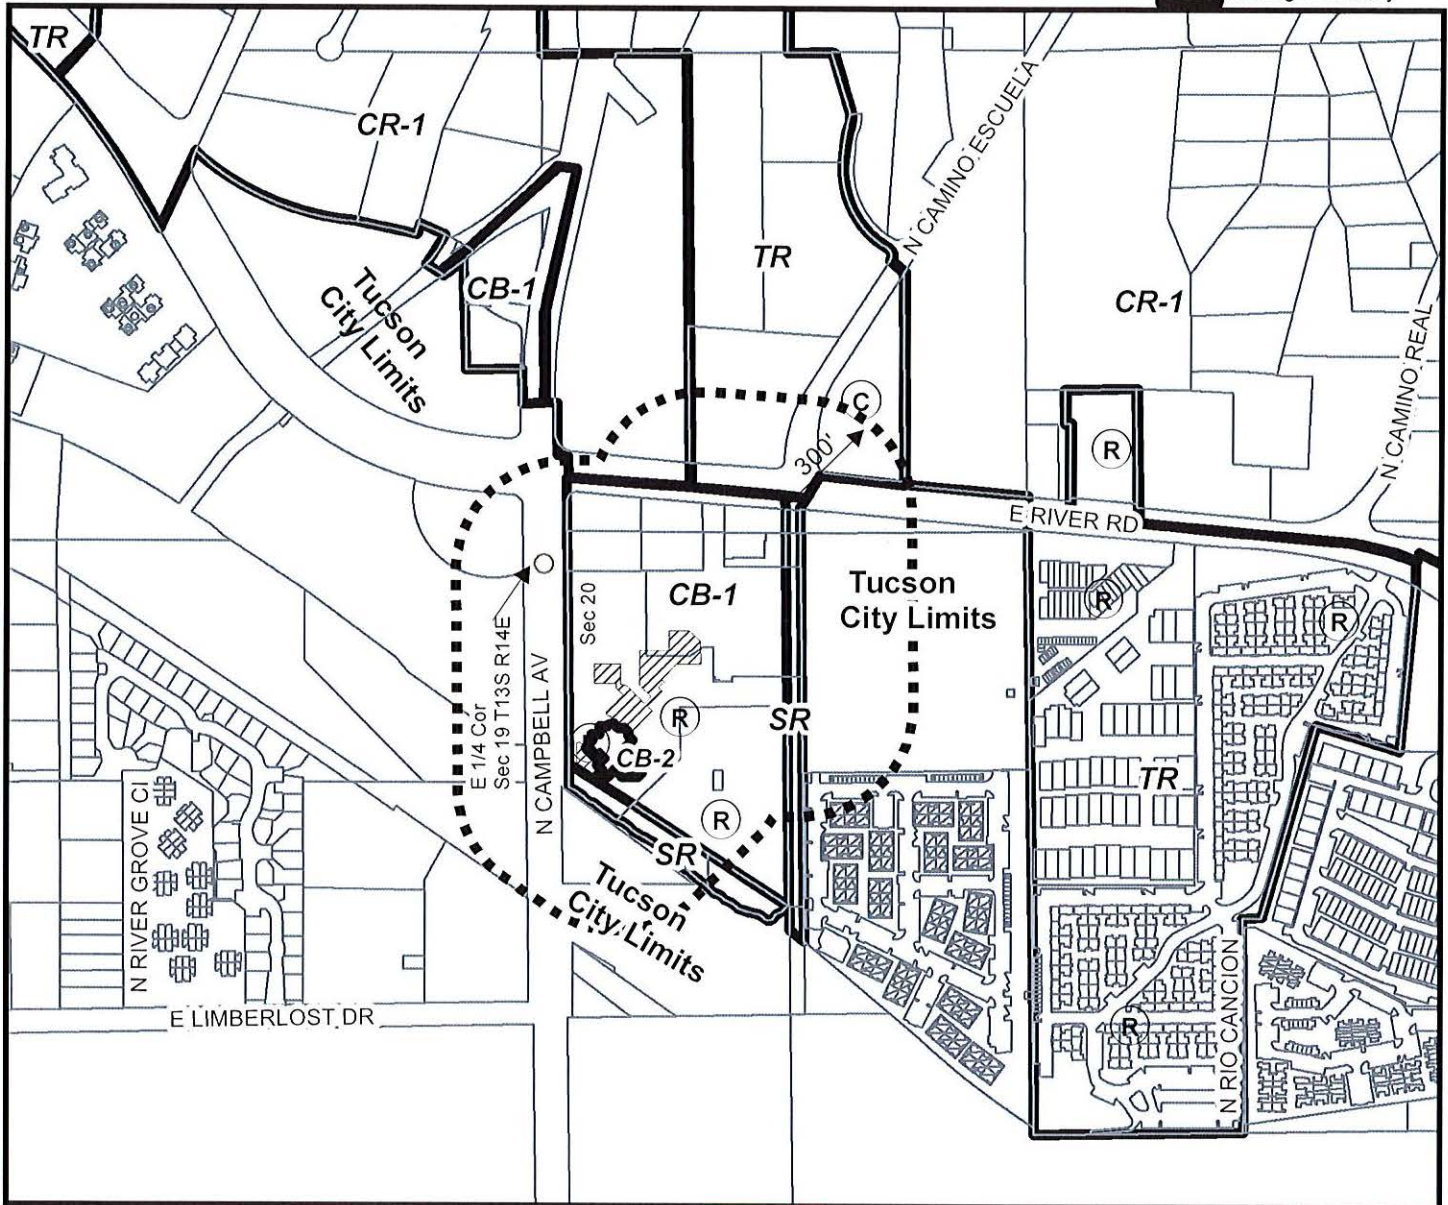 TR
CR-1
N CAMINO ESCUELA
TR
CB-1
Tucson
City Limits
CR-1
N CAMINO REAL
C
300'
R
E RIVER RD
Tucson
City Limits
CB-1
Sec 20
R
R
E 1/4 Cor
Sec 19 T13S R14E
N CAMPBELL AV
R
SR
CB-2
TR
R
SR
Tucson
City Limits
N RIVER GROVE CI
E LIMBERLOST DR
R
N RIO CANCION